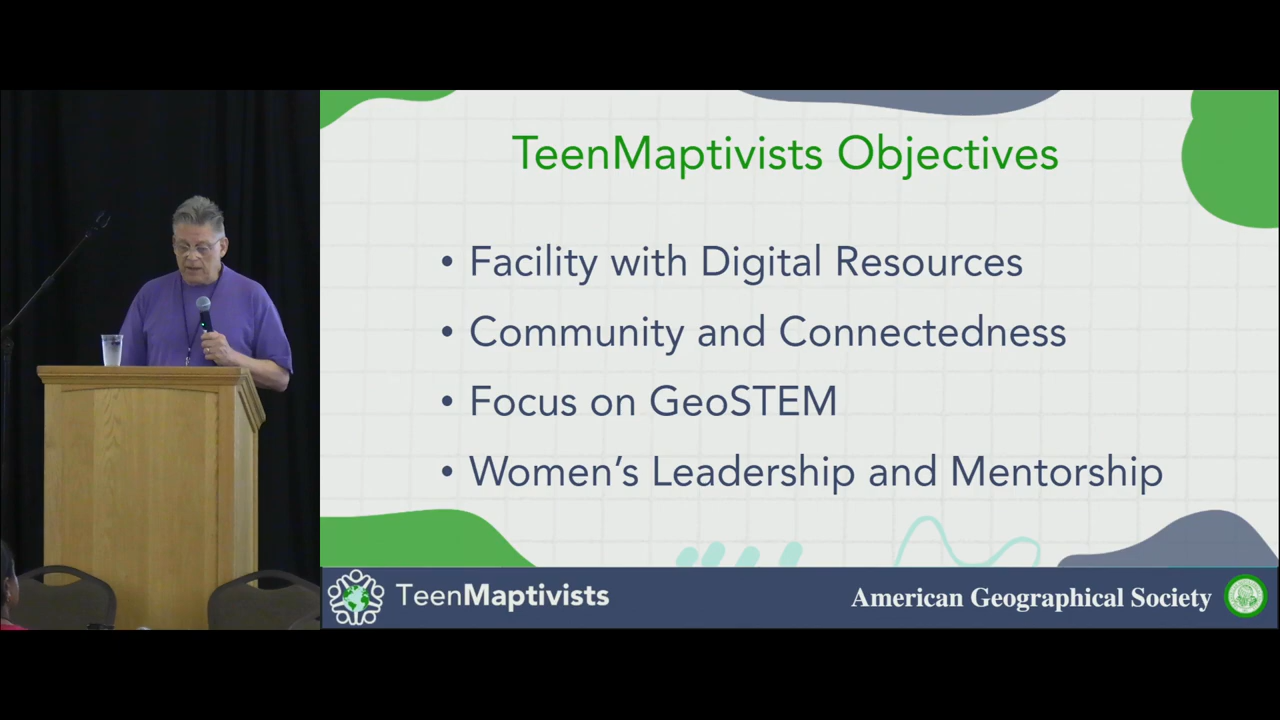 TeenMaptivists Objectives
• Facility with Digital Resources
• Community and Connectedness
• Focus on GeoSTEM
• Women's Leadership and Mentorship
TeenMaptivists
American Geographical Society